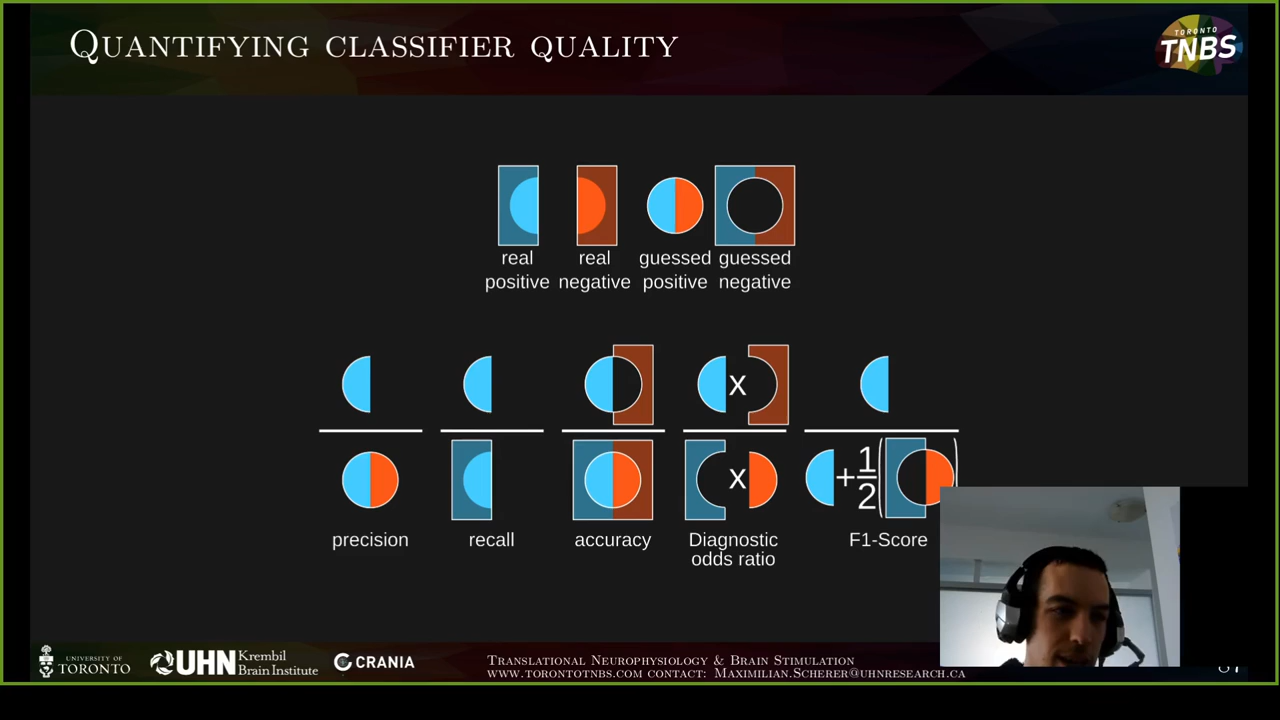 QUANTIFYING CLASSIFIER QUALITY
TORONTO
TNBS
real positive
real negative
guessed positive
guessed negative
x
+ 1/2 ( )
x
precision
recall
accuracy
Diagnostic odds ratio
F1-Score
UNIVERSITY OF
TORONTO
UHN Krembil Brain Institute
CRANIA
TRANSLATIONAL NEUROPHYSIOLOGY & BRAIN STIMULATION
WWW.TORONTOTNBS.COM CONTACT: MAXIMILIAN.SCHERER@UHNRESEARCH.CA